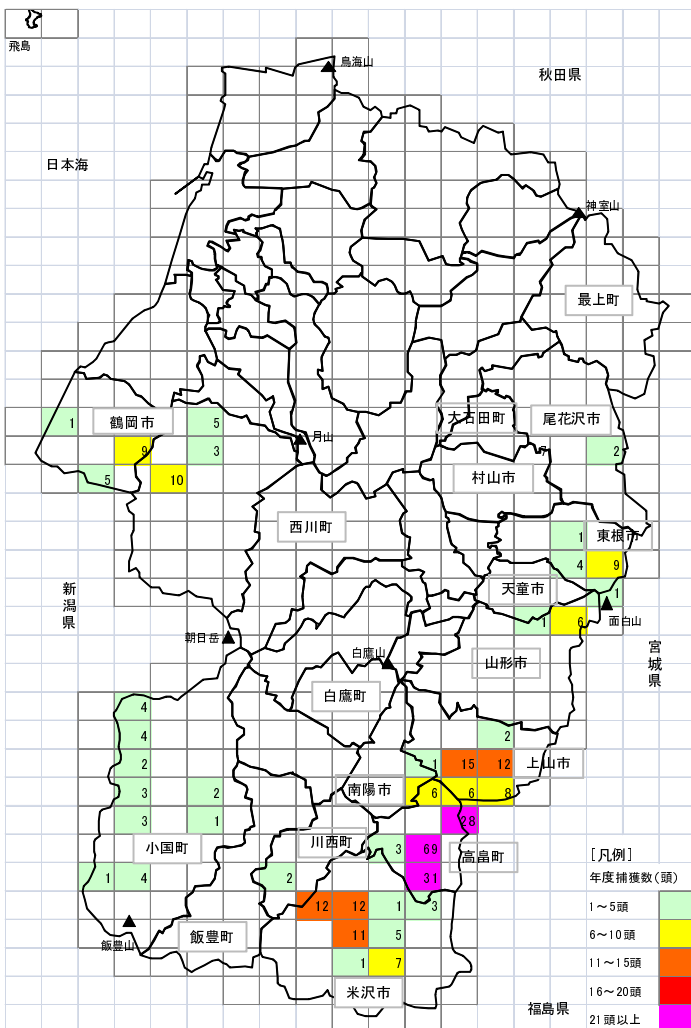 飛島
鳥海山
秋田県
日本海
神室山
最上町
鶴岡市
大石田町
尾花沢市
1
5
月山
9
3
7
2
5
10
村山市
西川町
1
東根市
4
9
天童市
1
新潟県
面白山
1
6
朝日岳
白鷹山
山形市
宮城県
白鷹町
4
4
2
2
1
15
12
上山市
3
2
南陽市
6
6
8
3
1
28
小国町
川西町
3
69
高畠町
[凡例]
1
4
2
31
年度捕獲数(頭)
12
12
1
3
1～5頭
飯豊山
飯豊町
11
5
6～10頭
1
7
11～15頭
米沢市
16～20頭
福島県
21頭以上